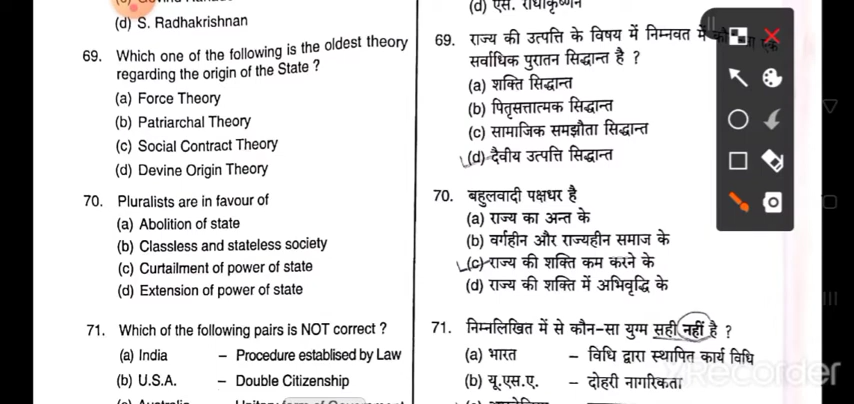 (d) S. Radhakrishnan
69. Which one of the following is the oldest theory
regarding the origin of the State ?
(a) Force Theory
(b) Patriarchal Theory
(c) Social Contract Theory
(d) Devine Origin Theory
70. Pluralists are in favour of
(a) Abolition of state
(b) Classless and stateless society
(c) Curtailment of power of state
(d) Extension of power of state
71. Which of the following pairs is NOT correct ?
(a) India – Procedure establised by Law
(b) U.S.A. – Double Citizenship
(d) एस. राधाकृष्णन
69. राज्य की उत्पत्ति के विषय में निम्नवत में
सर्वाधिक पुरातन सिद्धान्त है ?
(a) शक्ति सिद्धान्त
(b) पितृसत्तात्मक सिद्धान्त
(c) सामाजिक समझौता सिद्धान्त
(d) दैवीय उत्पत्ति सिद्धान्त
70. बहुलवादी पक्षधर है
(a) राज्य का अन्त के
(b) वर्गहीन और राज्यहीन समाज के
(c) राज्य की शक्ति कम करने के
(d) राज्य की शक्ति में अभिवृद्धि के
71. निम्नलिखित में से कौन-सा युग्म सही नहीं है ?
(a) भारत – विधि द्वारा स्थापित कार्य विधि
(b) यू.एस.ए. – दोहरी नागरिकता
KINEMASTER